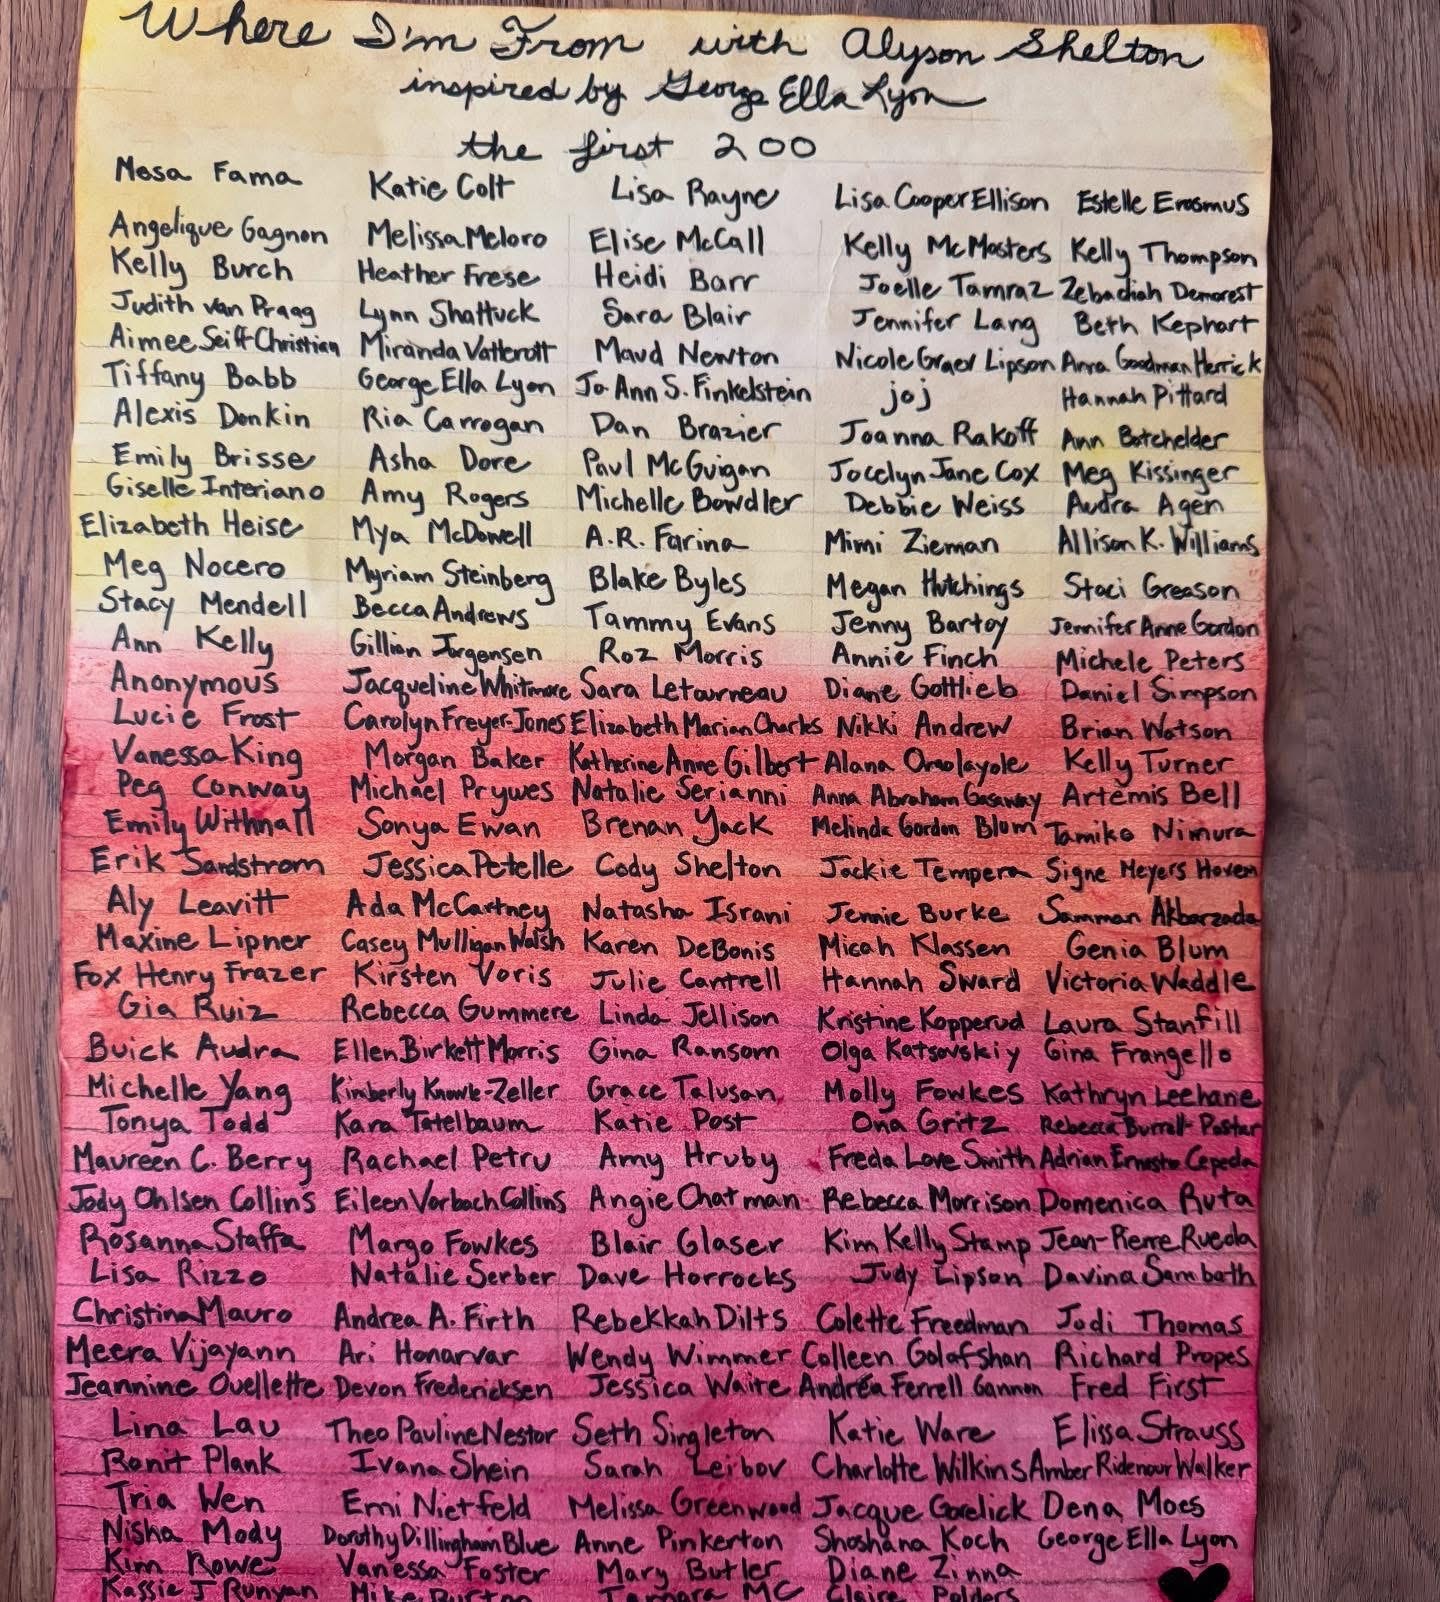 Where I'm From with Alyson Shelton
inspired by George Ella Lyon
the first 200
Nesa Fama Katie Colt Lisa Rayne Lisa Cooper Ellison Estelle Erasmus
Angelique Gagnon Melissa Meloro Elise McCall Kelly McMasters Kelly Thompson
Kelly Burch Heather Frese Heidi Barr Joelle Tamraz Zebadiah Demorest
Judith van Praag Lynn Shattuck Sara Blair Jennifer Lang Beth Kephart
Aimee Seiff Christian Miranda Vatterott Maud Newton Nicole Graev Lipson Anna Goodman Herrick
Tiffany Babb George Ella Lyon Jo Ann S. Finkelstein joj Hannah Pittard
Alexis Donkin Ria Carrogan Dan Brazier Joanna Rakoff Ann Batchelder
Emily Brisse Asha Dore Paul McGuigan Jocelyn Jane Cox Meg Kissinger
Giselle Interiano Amy Rogers Michelle Bowdler Debbie Weiss Audra Agen
Elizabeth Heise Mya McDowell A.R. Farina Mimi Zieman Allison K. Williams
Meg Nocero Myriam Steinberg Blake Byles Megan Hutchings Staci Greason
Stacy Mendell Becca Andrews Tammy Evans Jenny Bartoy Jennifer Anne Gordon
Ann Kelly Gillian Jorgensen Roz Morris Annie Finch Michele Peters
Anonymous Jacqueline Whitmore Sara Letourneau Diane Gottlieb Daniel Simpson
Lucie Frost Carolyn Freyer-Jones Elizabeth Marian Charles Nikki Andrew Brian Watson
Vanessa King Morgan Baker Katherine Anne Gilbert Alana Omolayole Kelly Turner
Peg Conway Michael Prywes Natalie Serianni Anna Abraham Gasaway Artemis Bell
Emily Withnall Sonya Ewan Brenan Yack Melinda Gordon Blum Tamiko Nimura
Erik Sandstrom Jessica Petelle Cody Shelton Jackie Tempera Signe Meyers Hoven
Aly Leavitt Ada McCartney Natasha Israni Jennie Burke Samman Akbarzada
Maxine Lipner Casey Mulligan Walsh Karen DeBonis Micah Klassen Genia Blum
Fox Henry Frazer Kirsten Voris Julie Cantrell Hannah Sward Victoria Waddle
Gia Ruiz Rebecca Gummere Linda Jellison Kristine Kopperud Laura Stanfill
Buick Audra Ellen Birkett Morris Gina Ransom Olga Katsovskiy Gina Frangello
Michelle Yang Kimberly Knowle-Zeller Grace Talusan Molly Fowkes Kathryn Leehane
Tonya Todd Kara Tatelbaum Katie Post Ona Gritz Rebecca
Maureen C. Berry Rachael Petru Amy Hruby Freda Love Smith Adrian Ernesto Cepeda
Jody Ohlsen Collins Eileen Vorbach Collins Angie Chatman Rebecca Morrison Domenica Ruta
Rosanna Staffa Margo Fowkes Blair Glaser Kim Kelly Stamp Jean-Pierre Rueda
Lisa Rizzo Natalie Serber Dave Horrocks Judy Lipson Davina Sambath
Christina Mauro Andrea A. Firth Rebekkah Dilts Colette Freedman Jodi Thomas
Meera Vijayann Ari Honarvar Wendy Wimmer Colleen Golafshan Richard Propes
Jeannine Ouellette Devon Fredericksen Jessica Waite Andréa Ferrell Gannon Fred First
Lina Lau Theo Pauline Nestor Seth Singleton Katie Ware Elissa Strauss
Ronit Plank Ivana Shein Sarah Leibov Charlotte Wilkins Amber Ridenour Walker
Tria Wen Emi Nietfeld Melissa Greenwood Jacque Gorelick Dena Moes
Nisha Mody Dorothy Dillingham Blue Anne Pinkerton Shoshana Koch George Ella Lyon
Kim Rowe Vanessa Foster Mary Butler Diane Zinna
Kassie J Runyan Mike Tamara MC Claire Polders